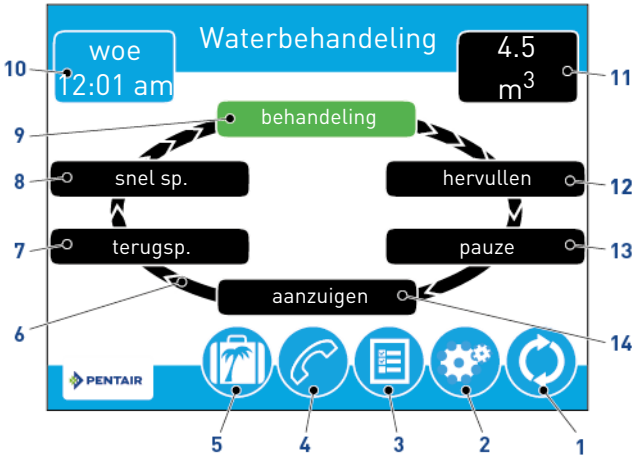 woe
12:01 am
Waterbehandeling
4.5
m³
10
11
behandeling
9
snel sp.
hervullen
8
12
terugsp.
pauze
7
13
aanzuigen
6
14
PENTAIR
5
4
3
2
1